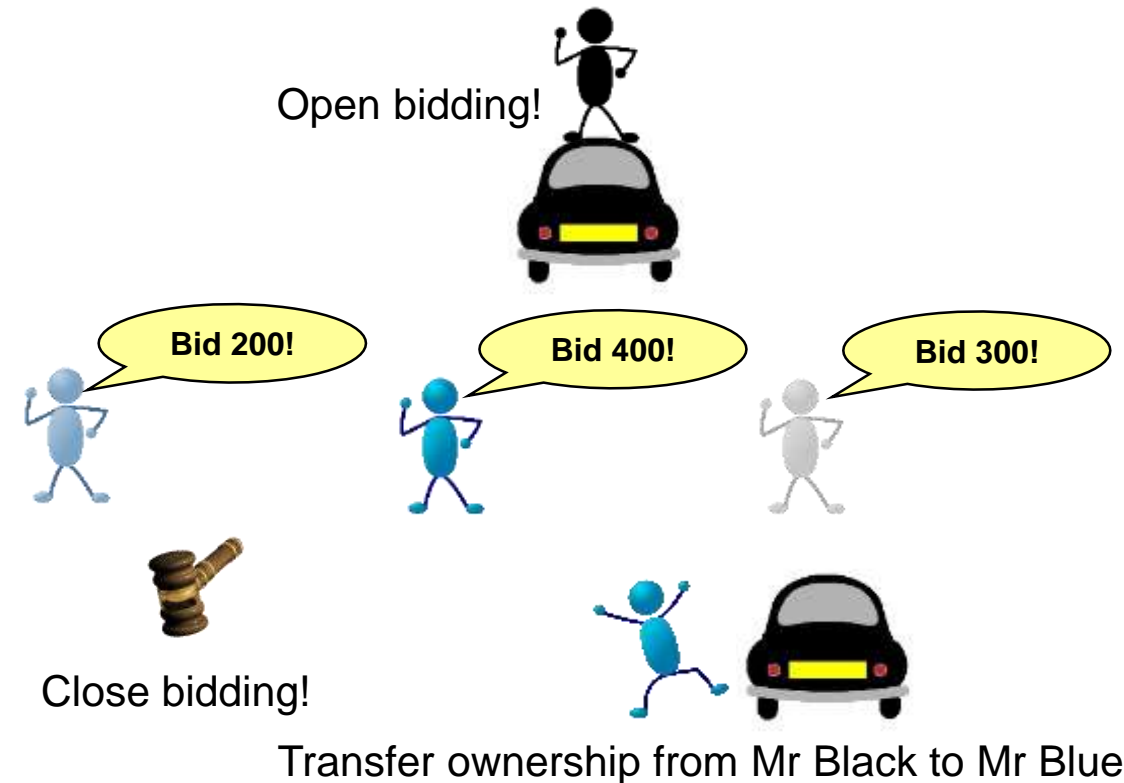 Open bidding!
Bid 200!
Bid 400!
Bid 300!
Close bidding!
Transfer ownership from Mr Black to Mr Blue